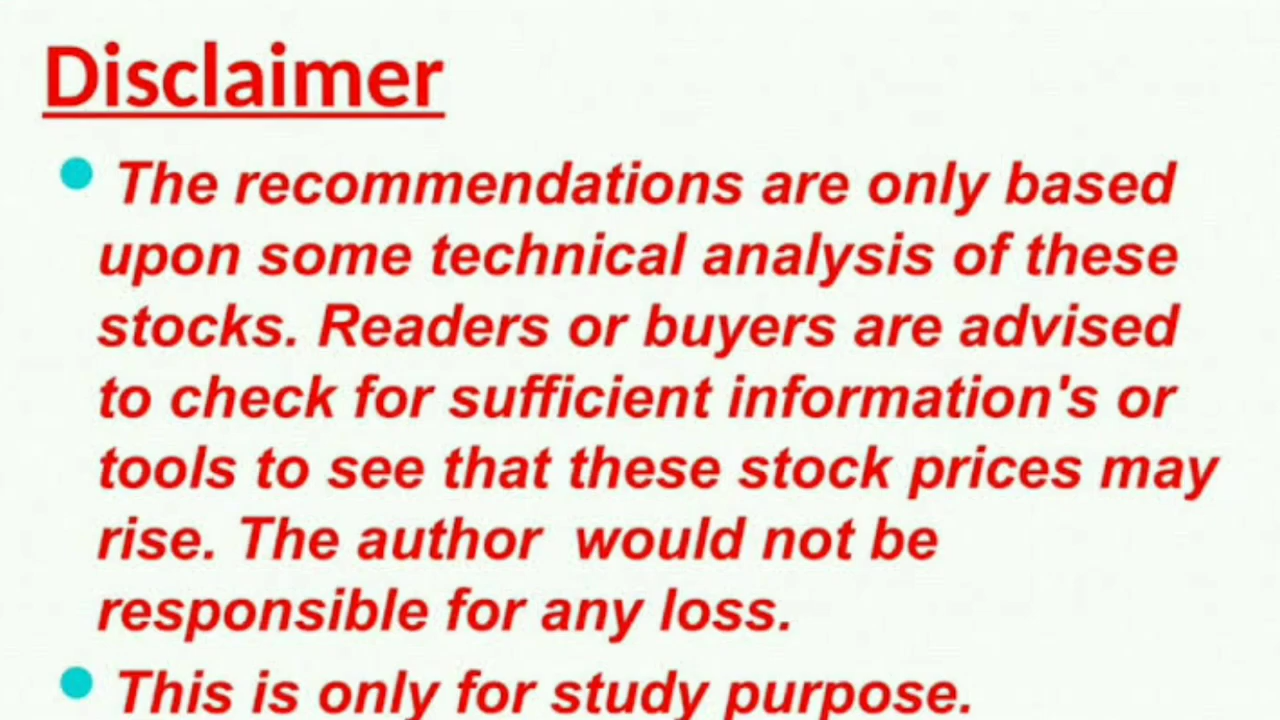 Disclaimer
The recommendations are only based
upon some technical analysis of these
stocks. Readers or buyers are advised
to check for sufficient information's or
tools to see that these stock prices may
rise. The author  would not be
responsible for any loss.
This is only for study purpose.